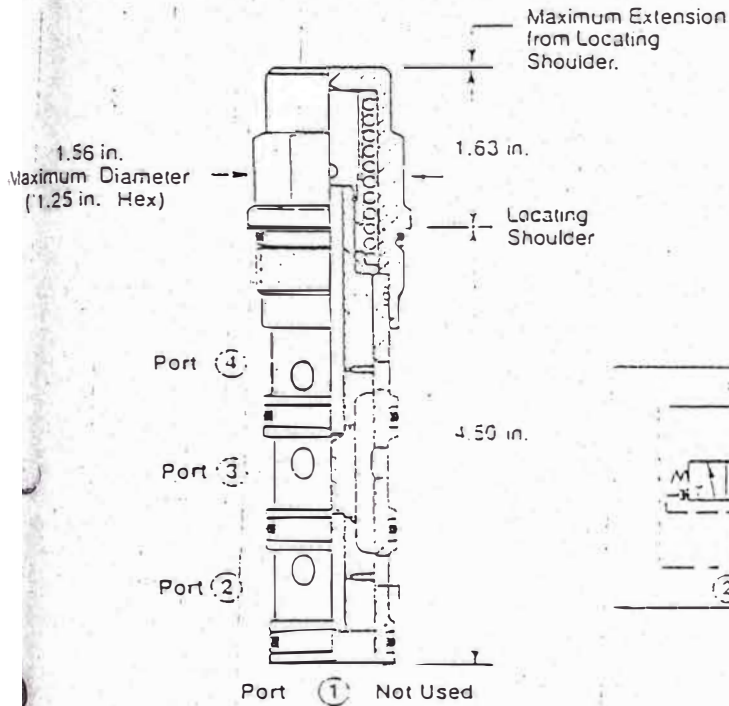 Maximum Extension
from Locating
Shoulder.
1.56 in.
Maximum Diameter
(1.25 in. Hex)
1.63 in.
Locating
Shoulder
Port 4
4.50 in.
Port 3
Port 2
2
Port 1 Not Used